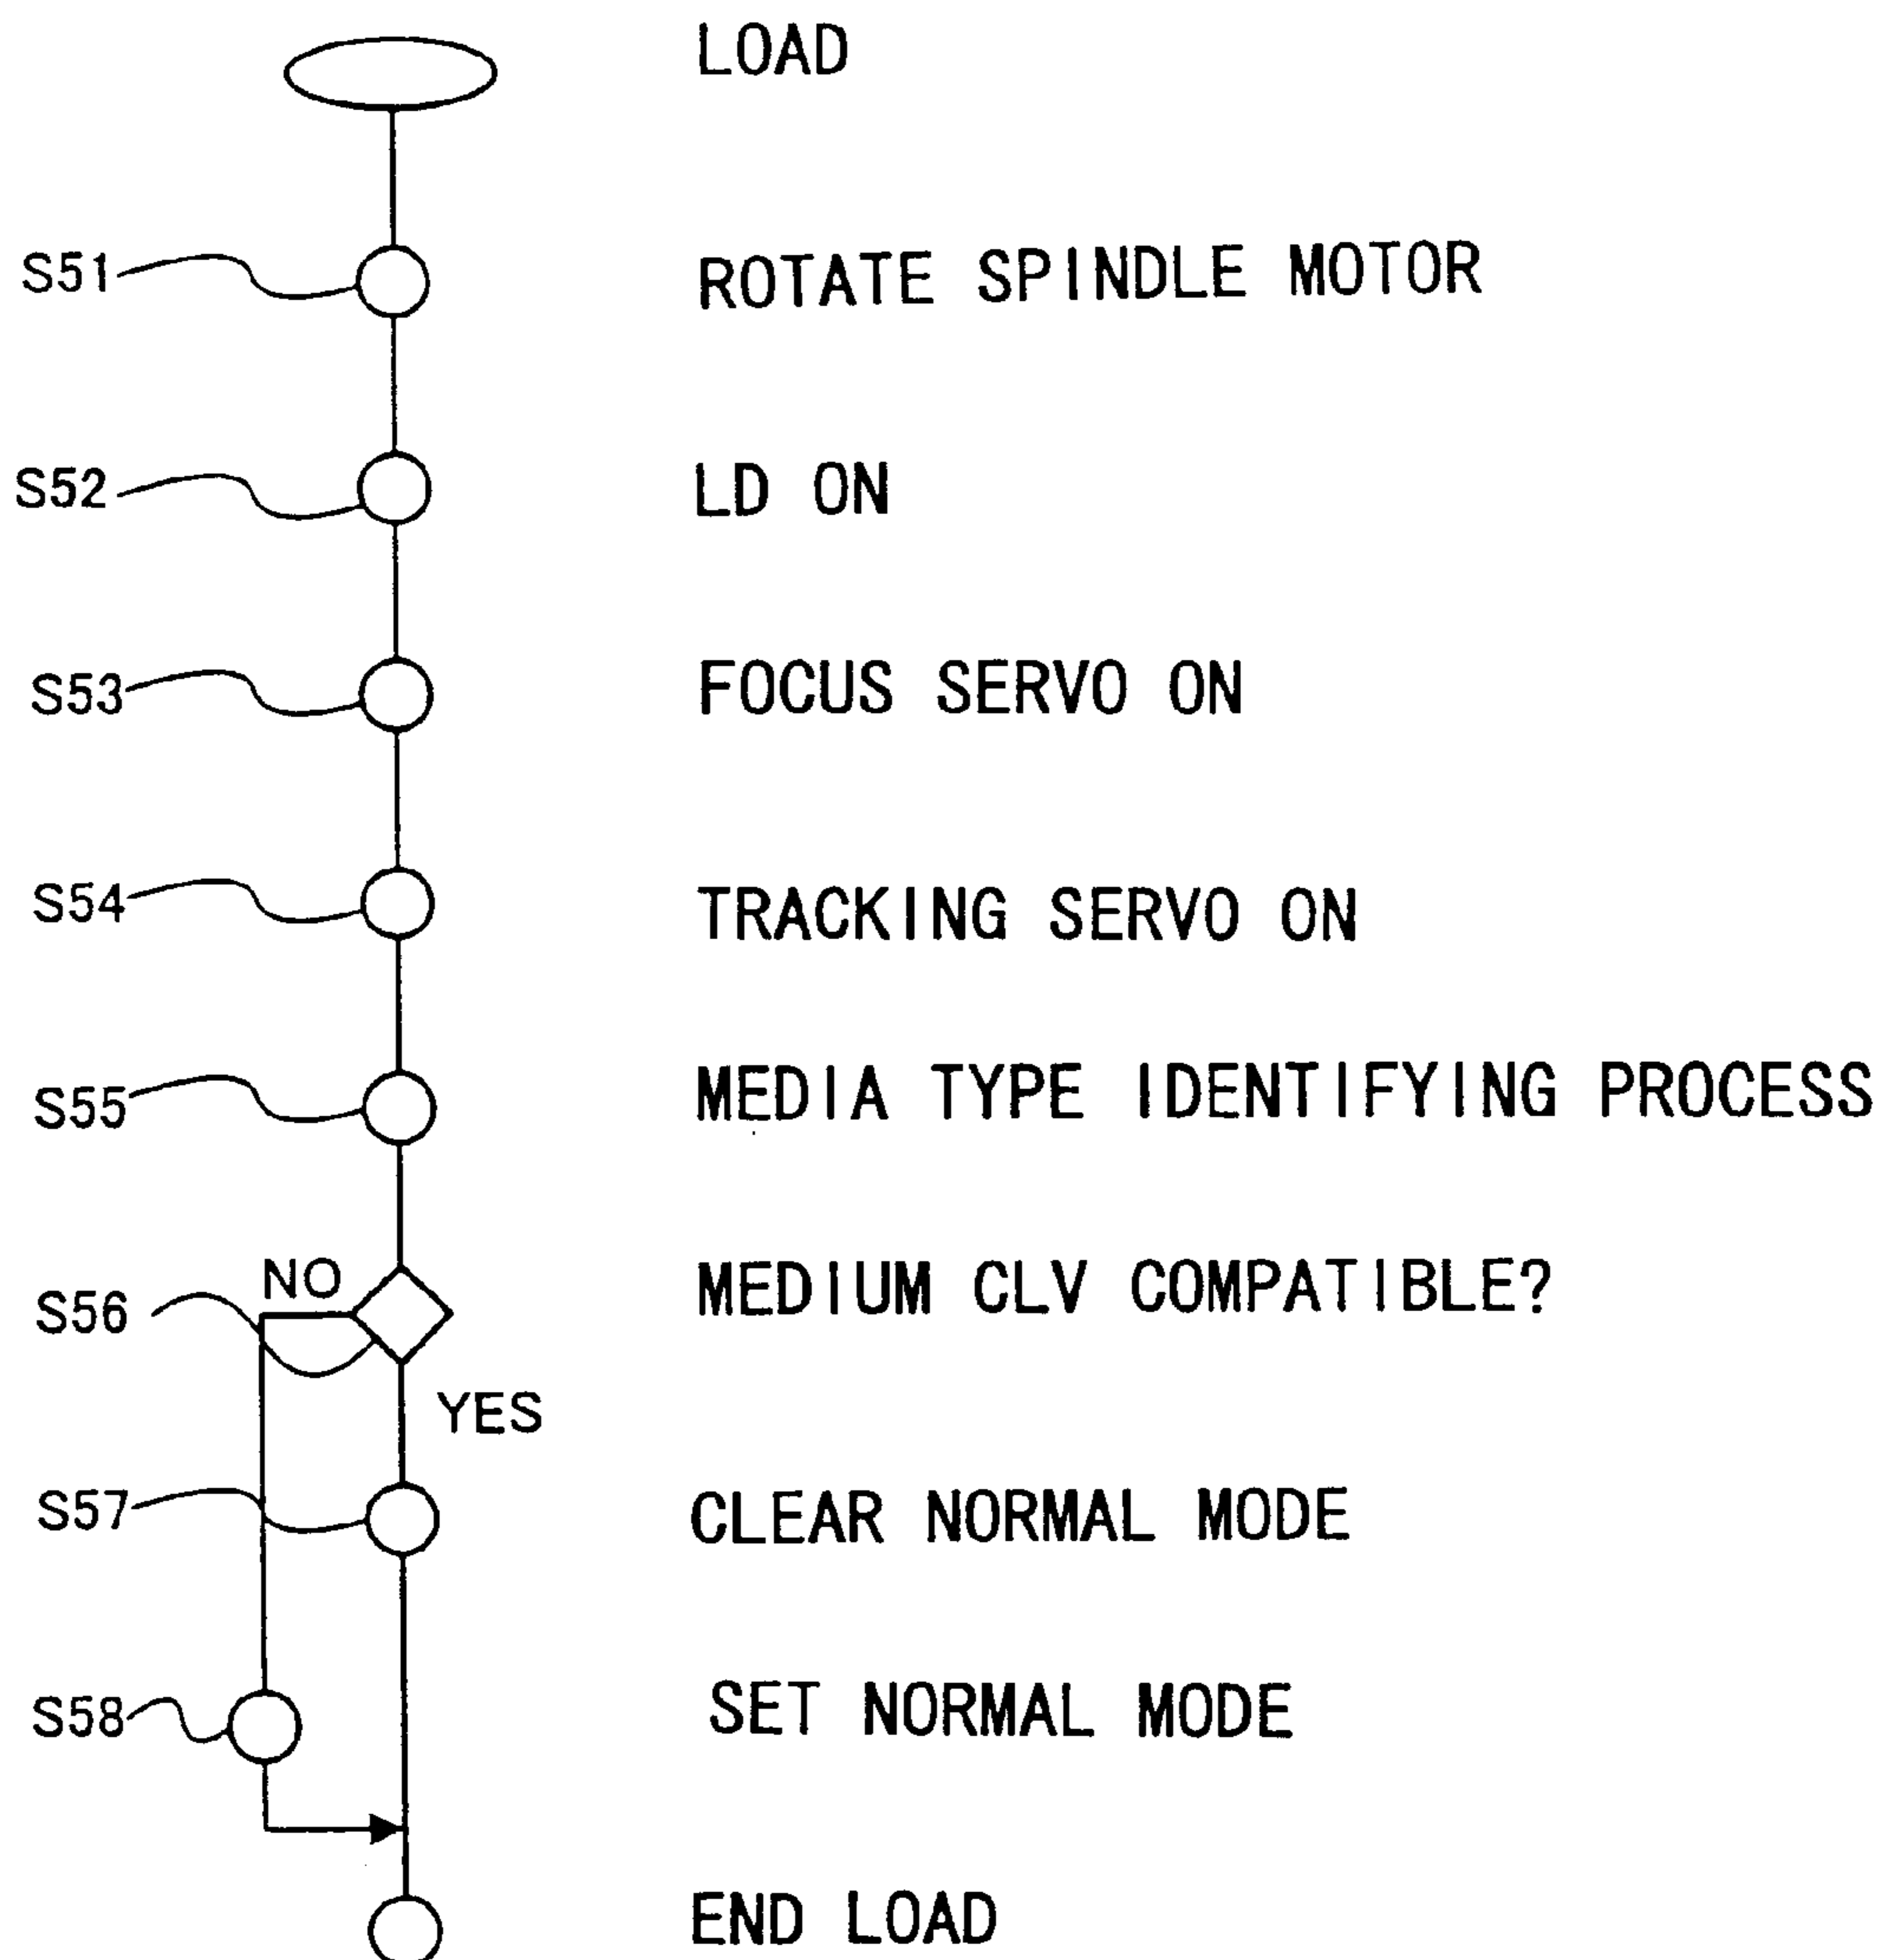 LOAD
S51 ROTATE SPINDLE MOTOR
S52 LD ON
S53 FOCUS SERVO ON
S54 TRACKING SERVO ON
S55 MEDIA TYPE IDENTIFYING PROCESS
NO
S56 MEDIUM CLV COMPATIBLE?
YES
S57 CLEAR NORMAL MODE
S58 SET NORMAL MODE
END LOAD